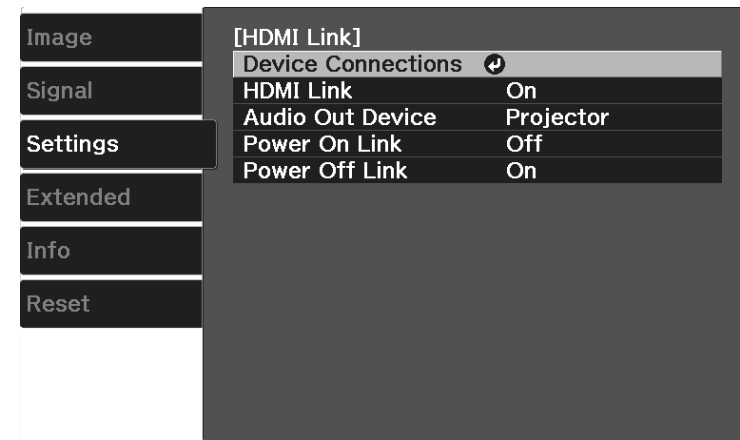 Image
Signal
Settings
Extended
Info
Reset
[HDMI Link]
Device Connections
HDMI Link On
Audio Out Device Projector
Power On Link Off
Power Off Link On